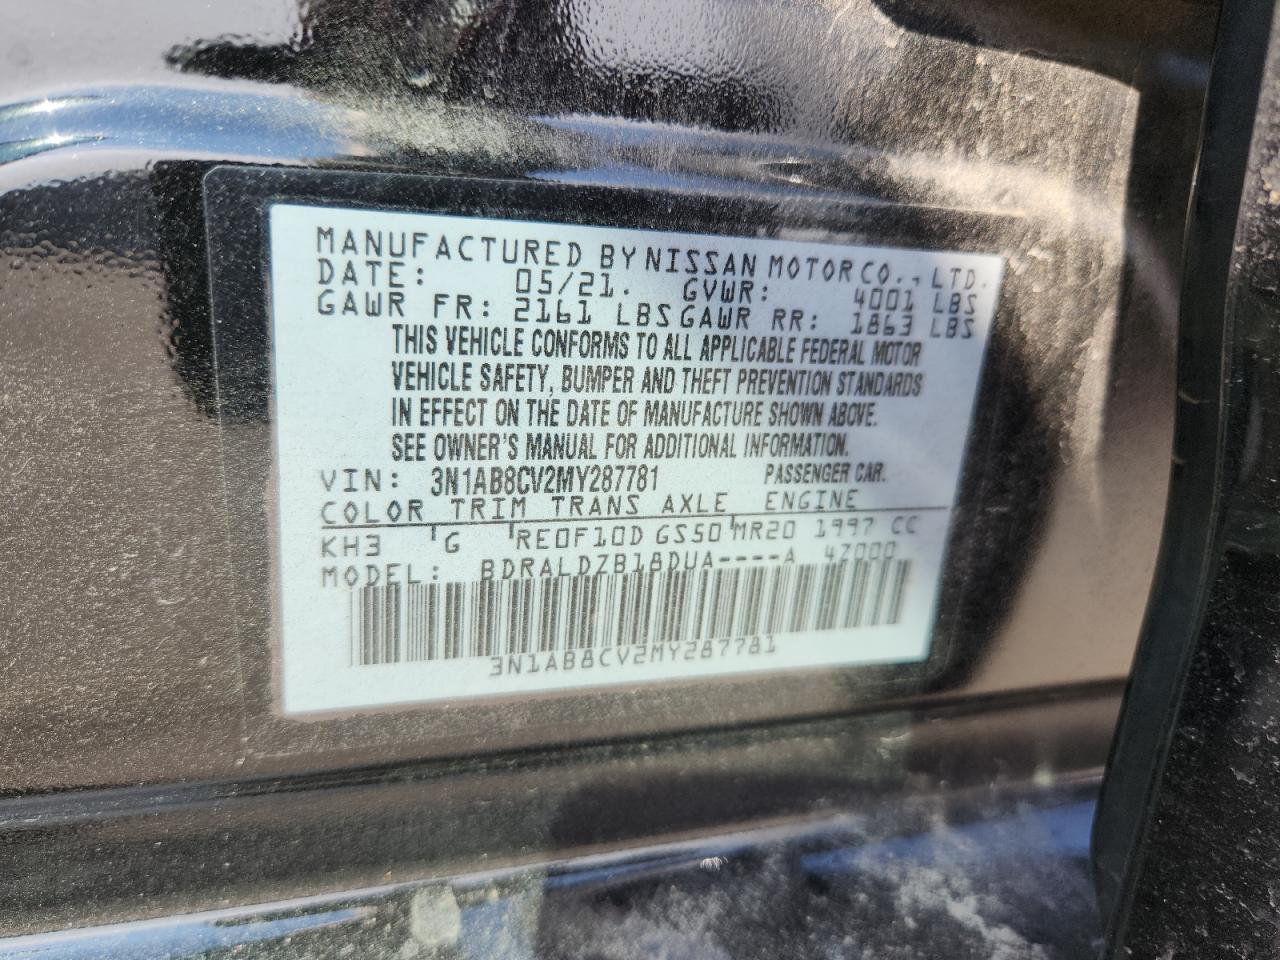 MANUFACTURED BY NISSAN MOTOR CO., LTD.
DATE: 05/21. GVWR: 4001 LBS
GAWR FR: 2161 LBS GAWR RR: 1863 LBS
THIS VEHICLE CONFORMS TO ALL APPLICABLE FEDERAL MOTOR
VEHICLE SAFETY, BUMPER AND THEFT PREVENTION STANDARDS
IN EFFECT ON THE DATE OF MANUFACTURE SHOWN ABOVE.
SEE OWNER'S MANUAL FOR ADDITIONAL INFORMATION.
VIN: 3N1AB8CV2MY287781 PASSENGER CAR.
COLOR TRIM TRANS AXLE ENGINE
KH3 G RE0F10D GS50 MR20 1997 CC
MODEL: BDRALDZB18DUA----A 4Z000
3N1AB8CV2MY287781